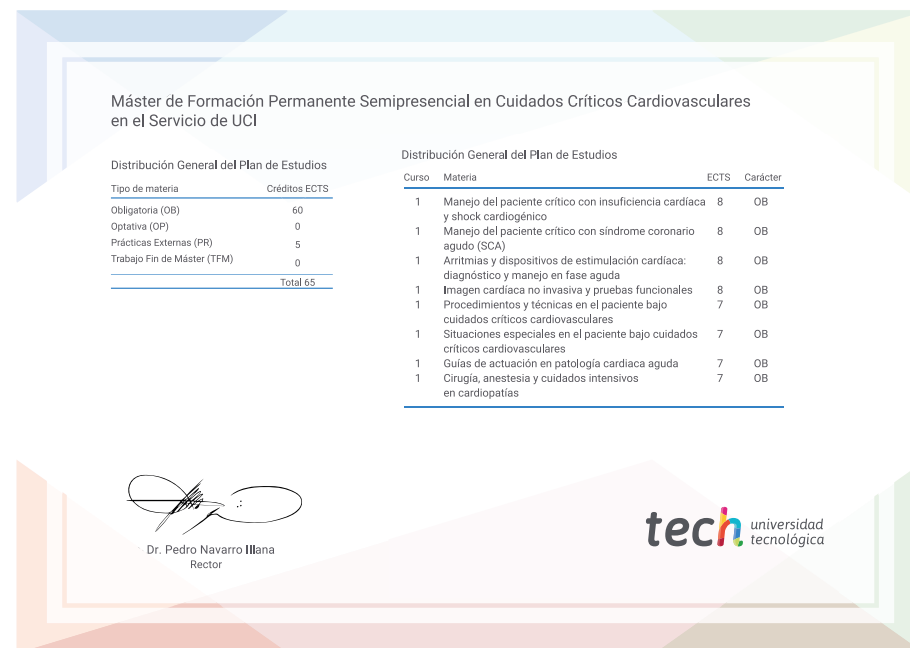 Máster de Formación Permanente Semipresencial en Cuidados Críticos Cardiovasculares
en el Servicio de UCI
Distribución General del Plan de Estudios
Tipo de materia Créditos ECTS
Obligatoria (OB) 60
Optativa (OP) 0
Prácticas Externas (PR) 5
Trabajo Fin de Máster (TFM) 0
Total 65
Distribución General del Plan de Estudios
Curso Materia ECTS Carácter
1 Manejo del paciente crítico con insuficiencia cardíaca 8 OB
y shock cardiogénico
1 Manejo del paciente crítico con síndrome coronario 8 OB
agudo (SCA)
1 Arritmias y dispositivos de estimulación cardíaca: 8 OB
diagnóstico y manejo en fase aguda
1 Imagen cardíaca no invasiva y pruebas funcionales 8 OB
1 Procedimientos y técnicas en el paciente bajo 7 OB
cuidados críticos cardiovasculares
1 Situaciones especiales en el paciente bajo cuidados 7 OB
críticos cardiovasculares
1 Guías de actuación en patología cardiaca aguda 7 OB
1 Cirugía, anestesia y cuidados intensivos 7 OB
en cardiopatías
Dr. Pedro Navarro Illana
Rector
tech universidad
tecnológica